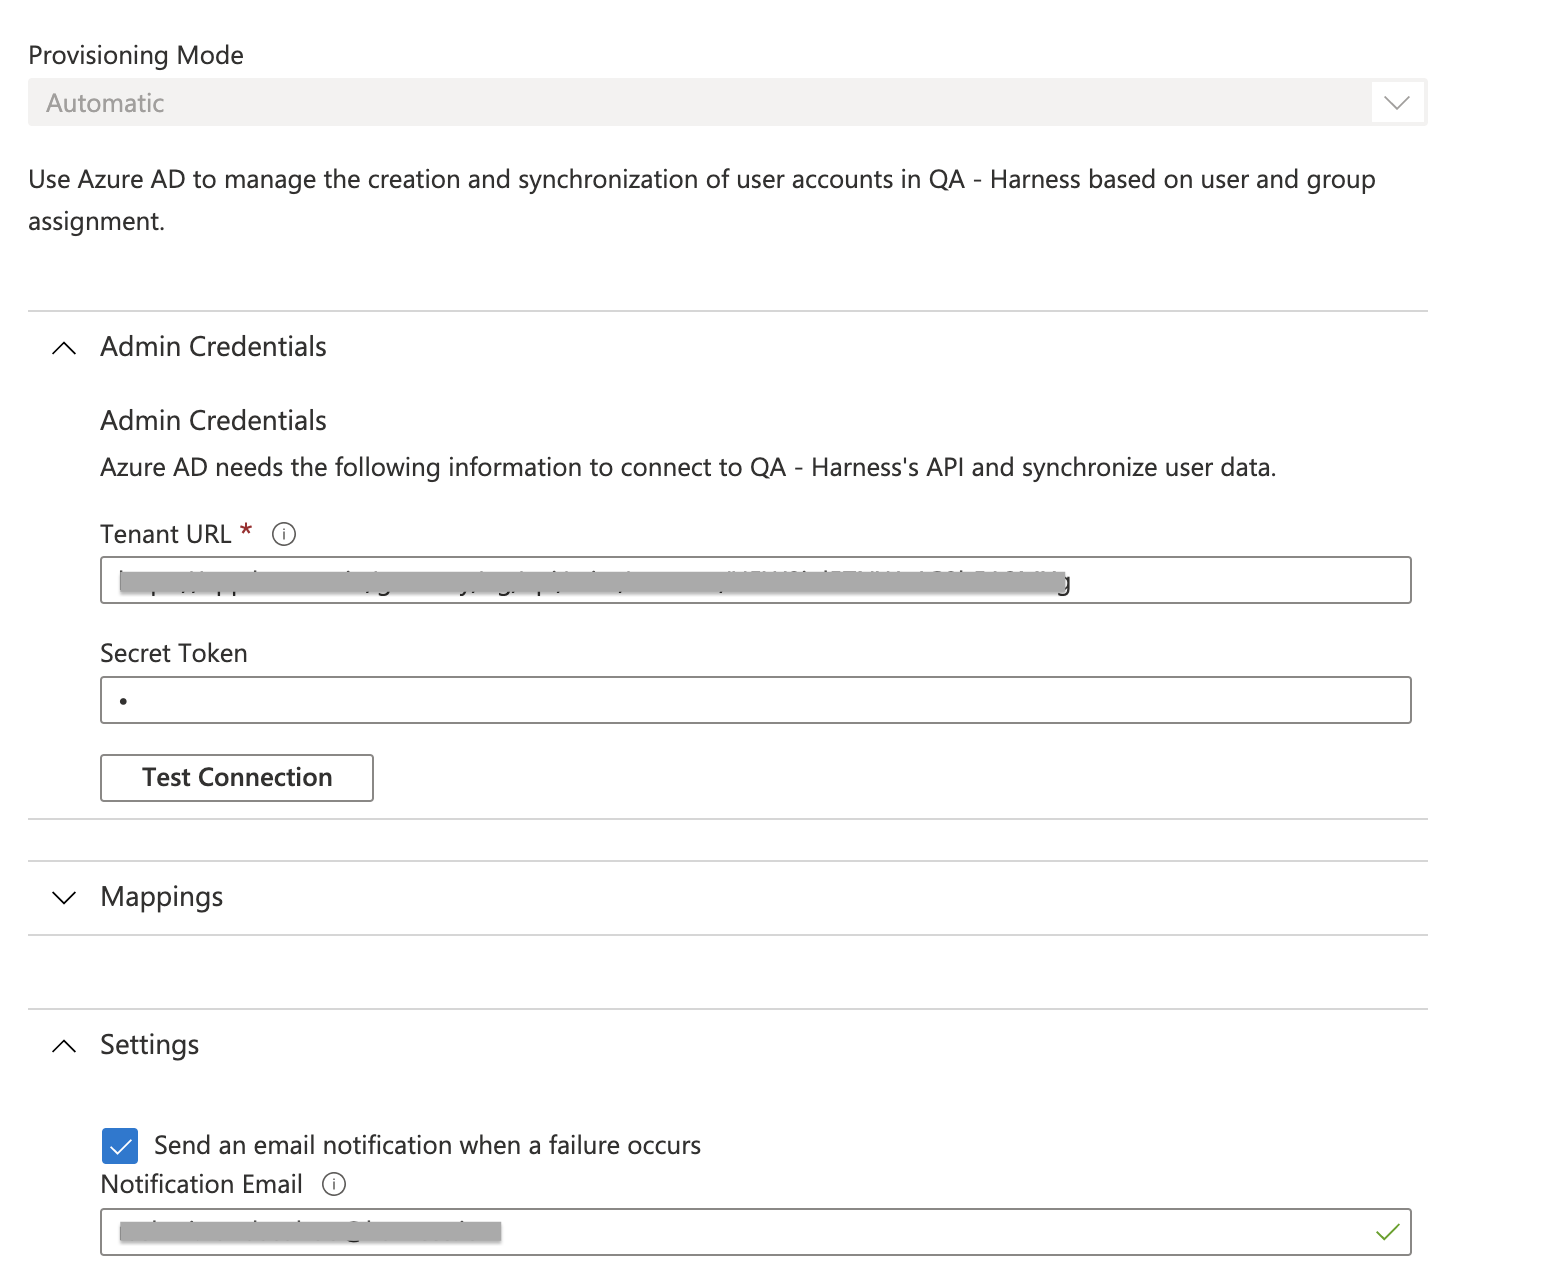 Provisioning Mode
Automatic
Use Azure AD to manage the creation and synchronization of user accounts in QA - Harness based on user and group
assignment.
Admin Credentials
Admin Credentials
Azure AD needs the following information to connect to QA - Harness's API and synchronize user data.
Tenant URL *
Secret Token
•
Test Connection
Mappings
Settings
Send an email notification when a failure occurs
Notification Email